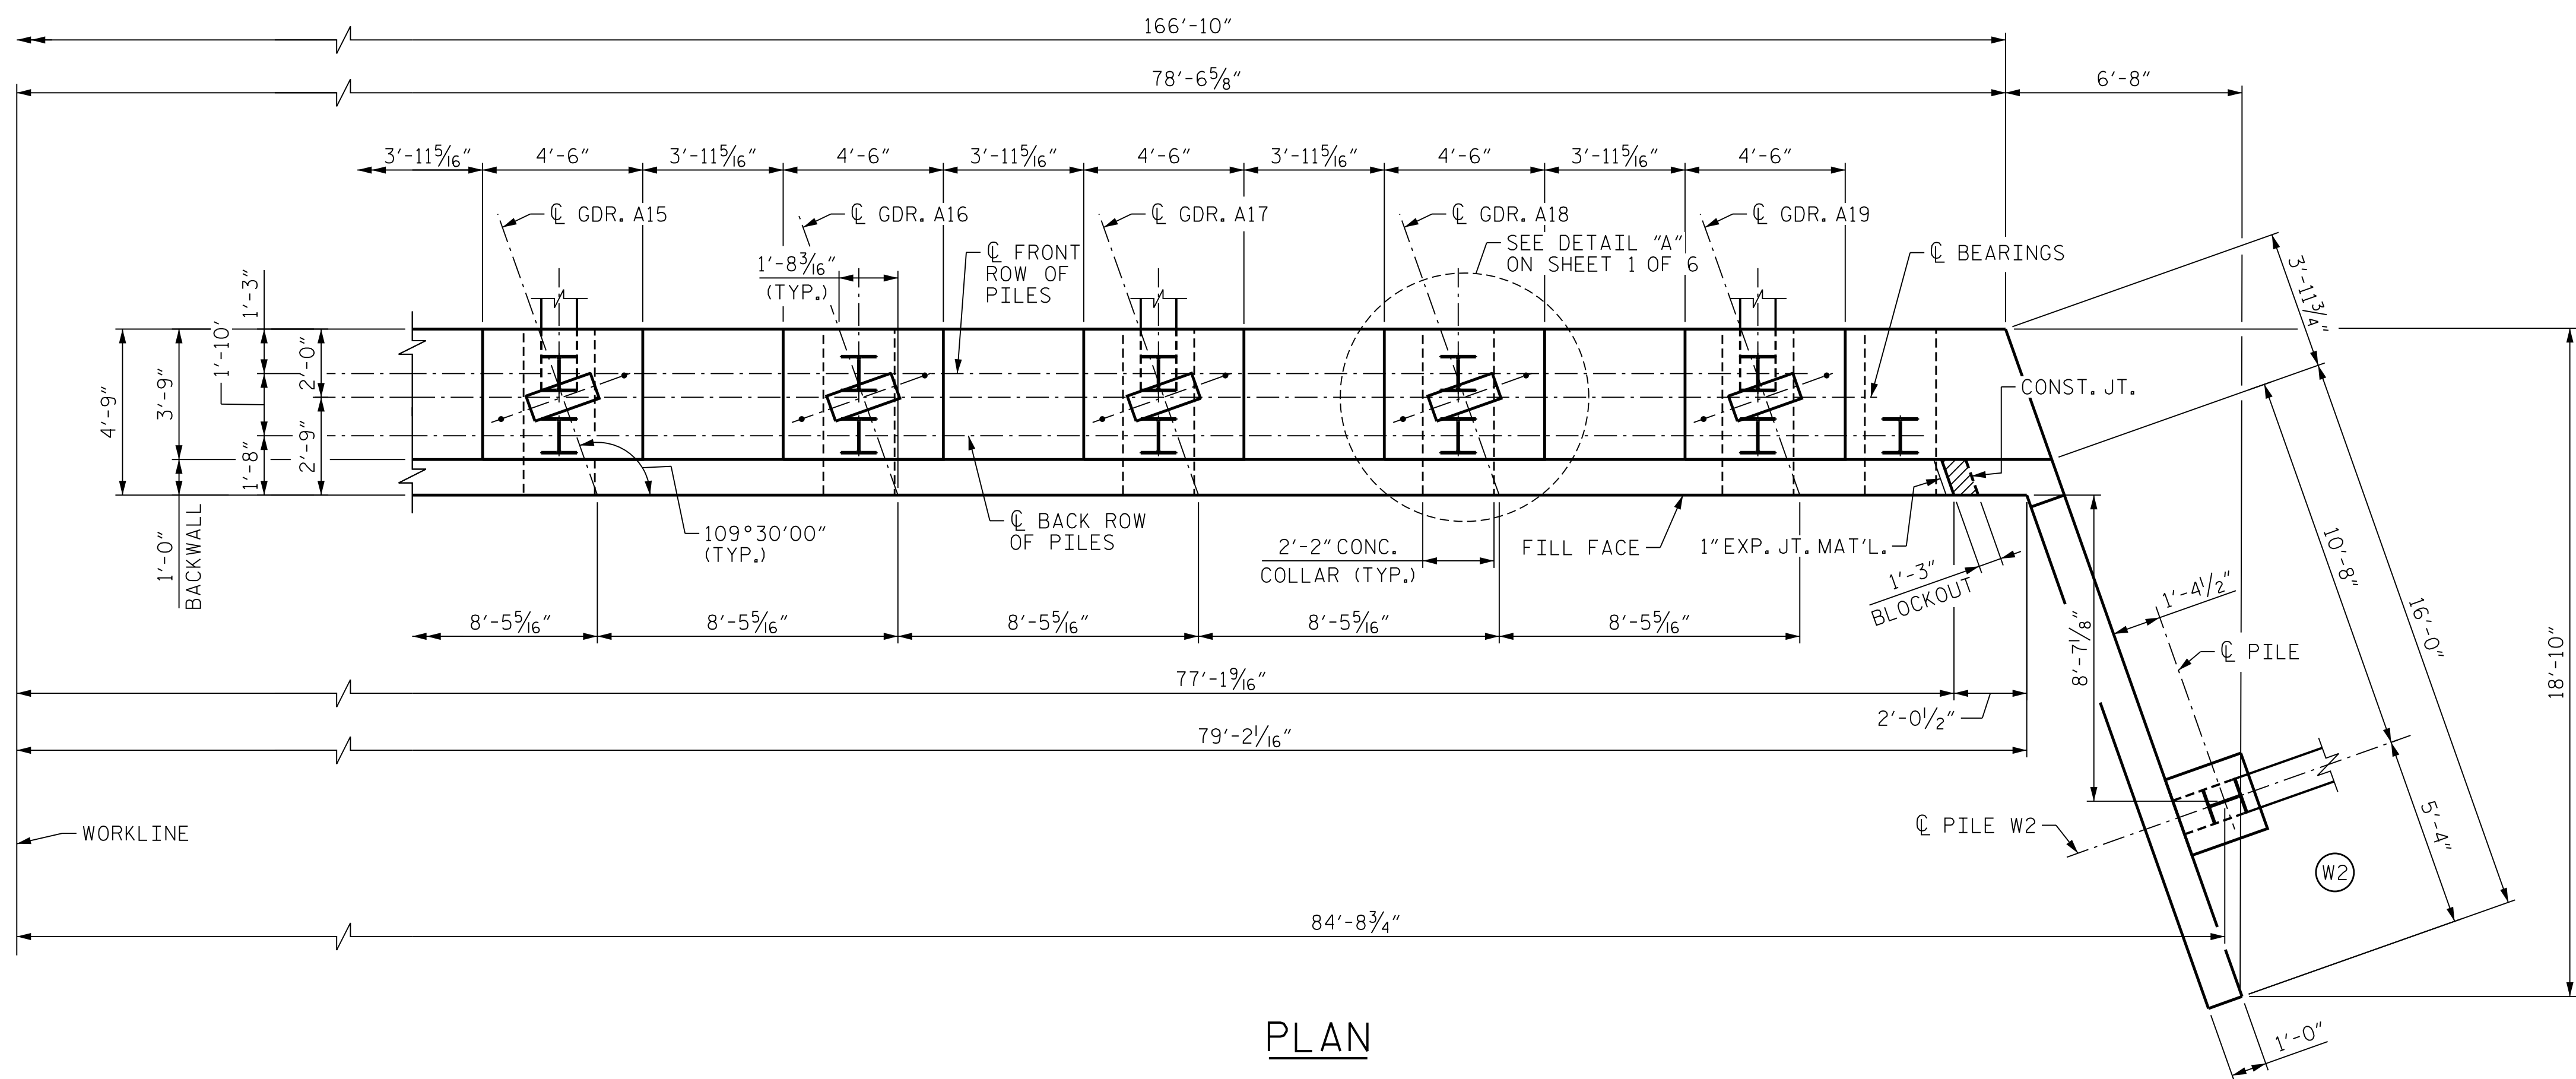 166'-10"
78'-6⅝"
6'-8"
3'-11⁵⁄₁₆"
4'-6"
3'-11⁵⁄₁₆"
4'-6"
3'-11⁵⁄₁₆"
4'-6"
3'-11⁵⁄₁₆"
4'-6"
3'-11⁵⁄₁₆"
4'-6"
℄ GDR. A15
℄ GDR. A16
℄ GDR. A17
℄ GDR. A18
℄ GDR. A19
SEE DETAIL "A"
ON SHEET 1 OF 6
℄ FRONT
ROW OF
PILES
1'-8³⁄₁₆"
(TYP.)
℄ BEARINGS
3'-11¾"
1'-3"
1'-10'
1'-8"
2'-0"
2'-9"
3'-9"
4'-9"
1'-0"
BACKWALL
CONST. JT.
109°30'00"
(TYP.)
℄ BACK ROW
OF PILES
2'-2" CONC.
COLLAR (TYP.)
FILL FACE
1" EXP. JT. MAT'L.
1'-3"
BLOCKOUT
10'-8"
16'-0"
18'-10"
1'-4½"
℄ PILE
8'-7⅛"
8'-5⁵⁄₁₆"
8'-5⁵⁄₁₆"
8'-5⁵⁄₁₆"
8'-5⁵⁄₁₆"
8'-5⁵⁄₁₆"
77'-1⁹⁄₁₆"
2'-0½"
79'-2¹⁄₁₆"
WORKLINE
℄ PILE W2
5'-4"
W2
84'-8¾"
PLAN
1'-0"